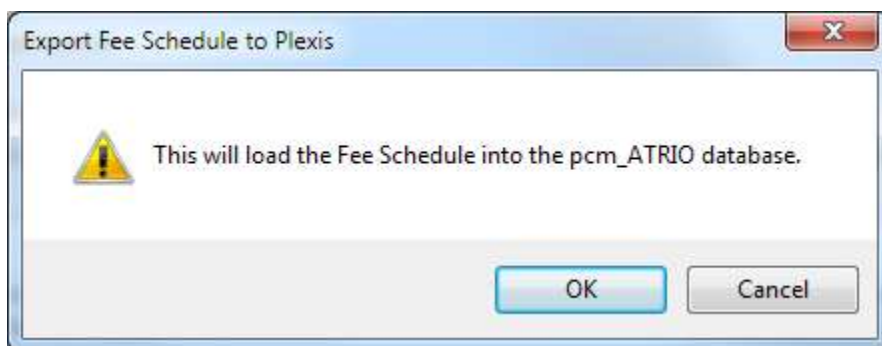 Export Fee Schedule to Plexis
This will load the Fee Schedule into the pcm_ATRIO database.
OK
Cancel